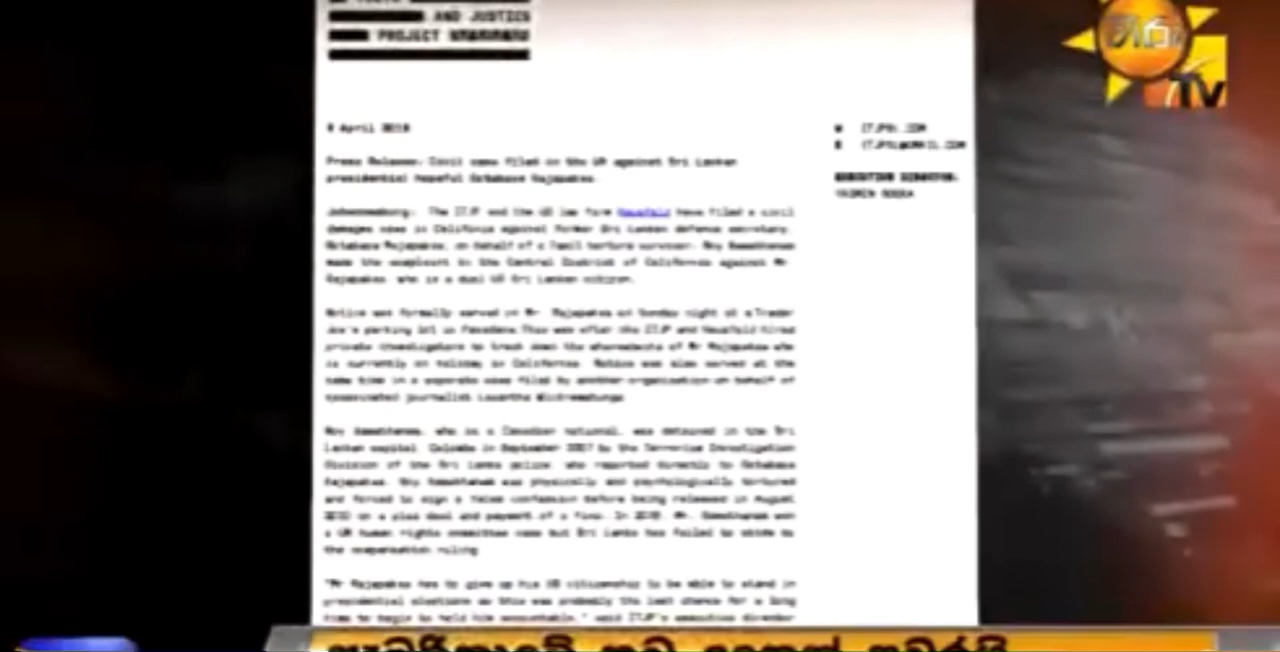 AND JUSTICE
PROJECT
හිරු
TV
April 2019
ITJPSL.COM
ITJPSL@GMAIL.COM
Press Release: Civil case filed in the US against Sri Lankan
presidential hopeful Gotabaya Rajapaksa
EXECUTIVE DIRECTOR:
YASMIN SOOKA
Johannesburg: The ITJP and the US law firm Hausfeld have filed a civil
damages case in California against former Sri Lankan defense secretary,
Gotabaya Rajapaksa, on behalf of a Tamil torture survivor. Roy Samathanam
made the complaint in the Central District of California against Mr.
Rajapaksa, who is a dual US Sri Lankan citizen.
Notice was formally served on Mr. Rajapaksa on Sunday night at a Trader
Joe's parking lot in Pasadena. This was after the ITJP and Hausfeld hired
private investigators to track down the whereabouts of Mr Rajapaksa who
is currently on holiday in California. Notice was also served at the
same time in a separate case filed by another organisation on behalf of
assassinated journalist Lasantha Wickrematunga
Roy Samathanam, who is a Canadian national, was detained in the Sri
Lankan capital, Colombo in September 2007 by the Terrorism Investigation
Division of the Sri Lanka police, who reported directly to Gotabaya
Rajapaksa. Roy Samathanam was physically and psychologically tortured
and forced to sign a false confession before being released in August
2010 on a plea deal and payment of a fine. In 2016, Mr. Samathanam won
a UN human rights committee case but Sri Lanka has failed to abide by
the compensation ruling
"Mr Rajapaksa has to give up his US citizenship to be able to stand in
presidential elections so this was probably the last chance for a long
time to begin to hold him accountable," said ITJP's executive director